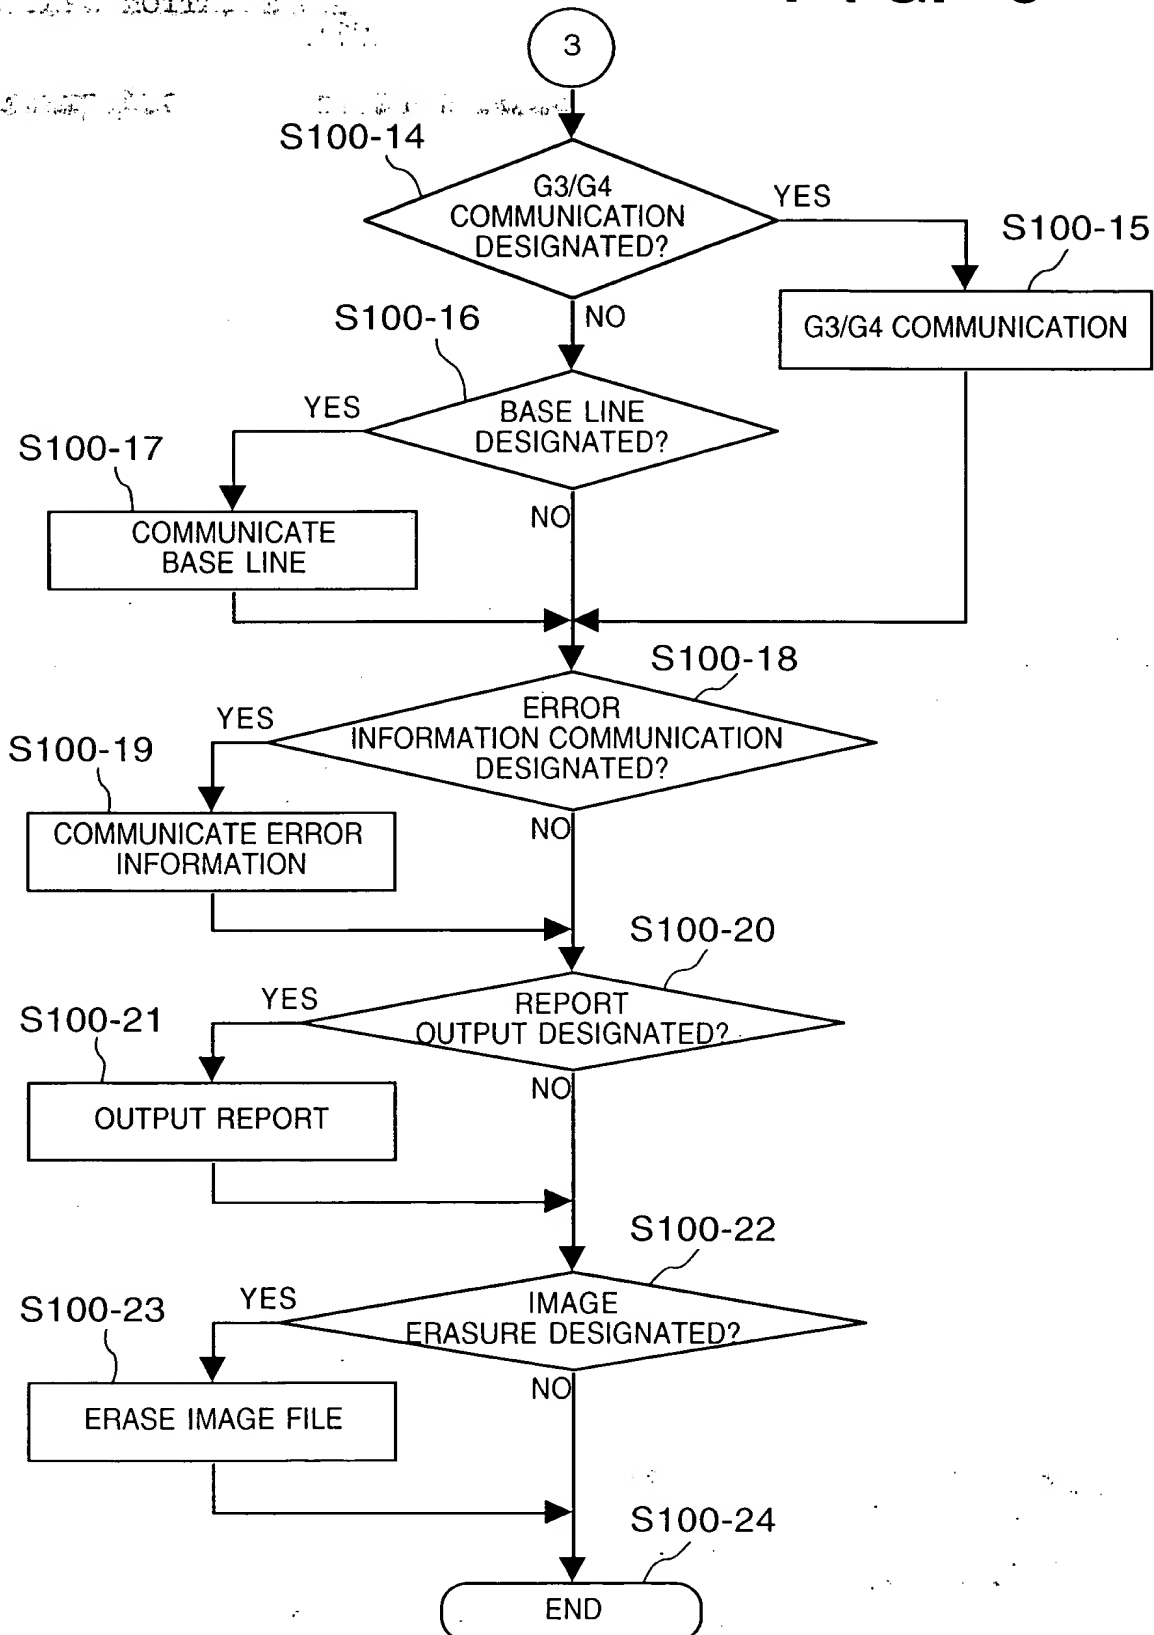 3
S100-14
G3/G4
COMMUNICATION
DESIGNATED?
YES
S100-15
G3/G4 COMMUNICATION
NO
S100-16
BASE LINE
DESIGNATED?
YES
S100-17
COMMUNICATE
BASE LINE
NO
S100-18
ERROR
INFORMATION COMMUNICATION
DESIGNATED?
YES
S100-19
COMMUNICATE ERROR
INFORMATION
NO
S100-20
REPORT
OUTPUT DESIGNATED?
YES
S100-21
OUTPUT REPORT
NO
S100-22
IMAGE
ERASURE DESIGNATED?
YES
S100-23
ERASE IMAGE FILE
NO
S100-24
END